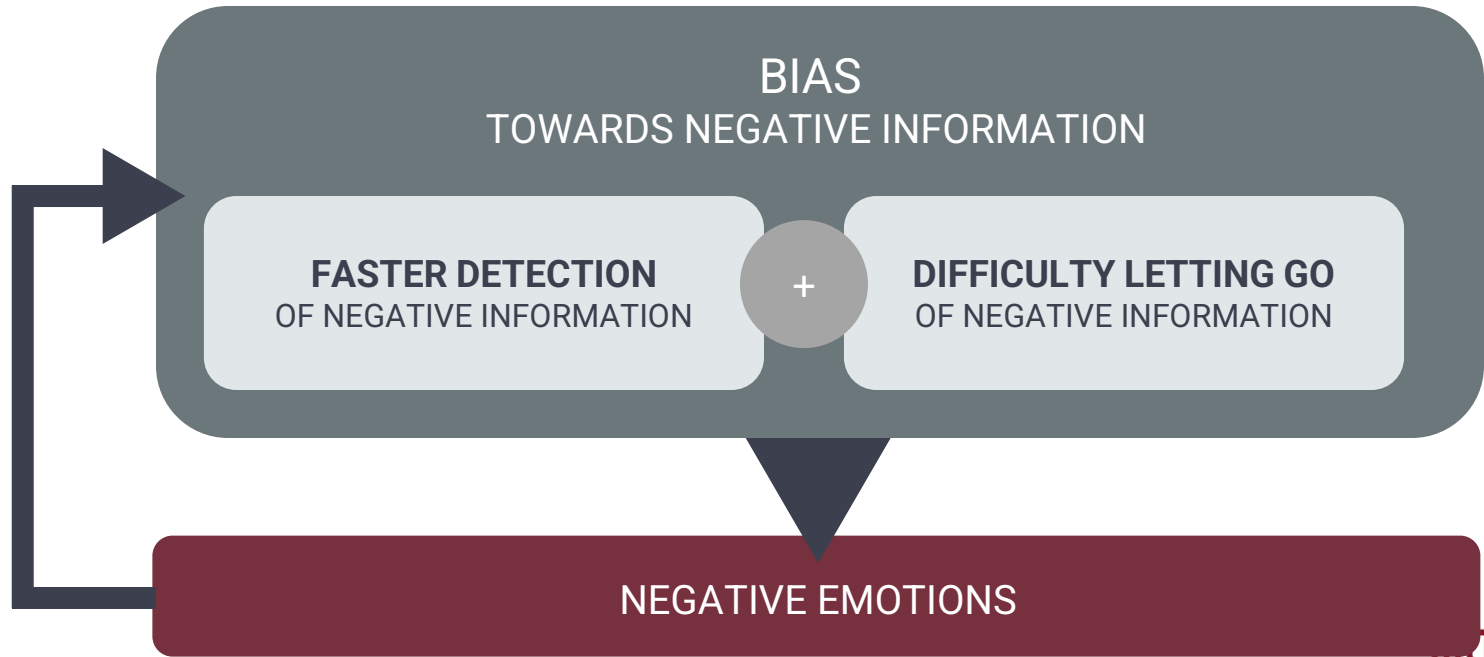 BIAS
TOWARDS NEGATIVE INFORMATION
FASTER DETECTION
OF NEGATIVE INFORMATION
+
DIFFICULTY LETTING GO
OF NEGATIVE INFORMATION
NEGATIVE EMOTIONS